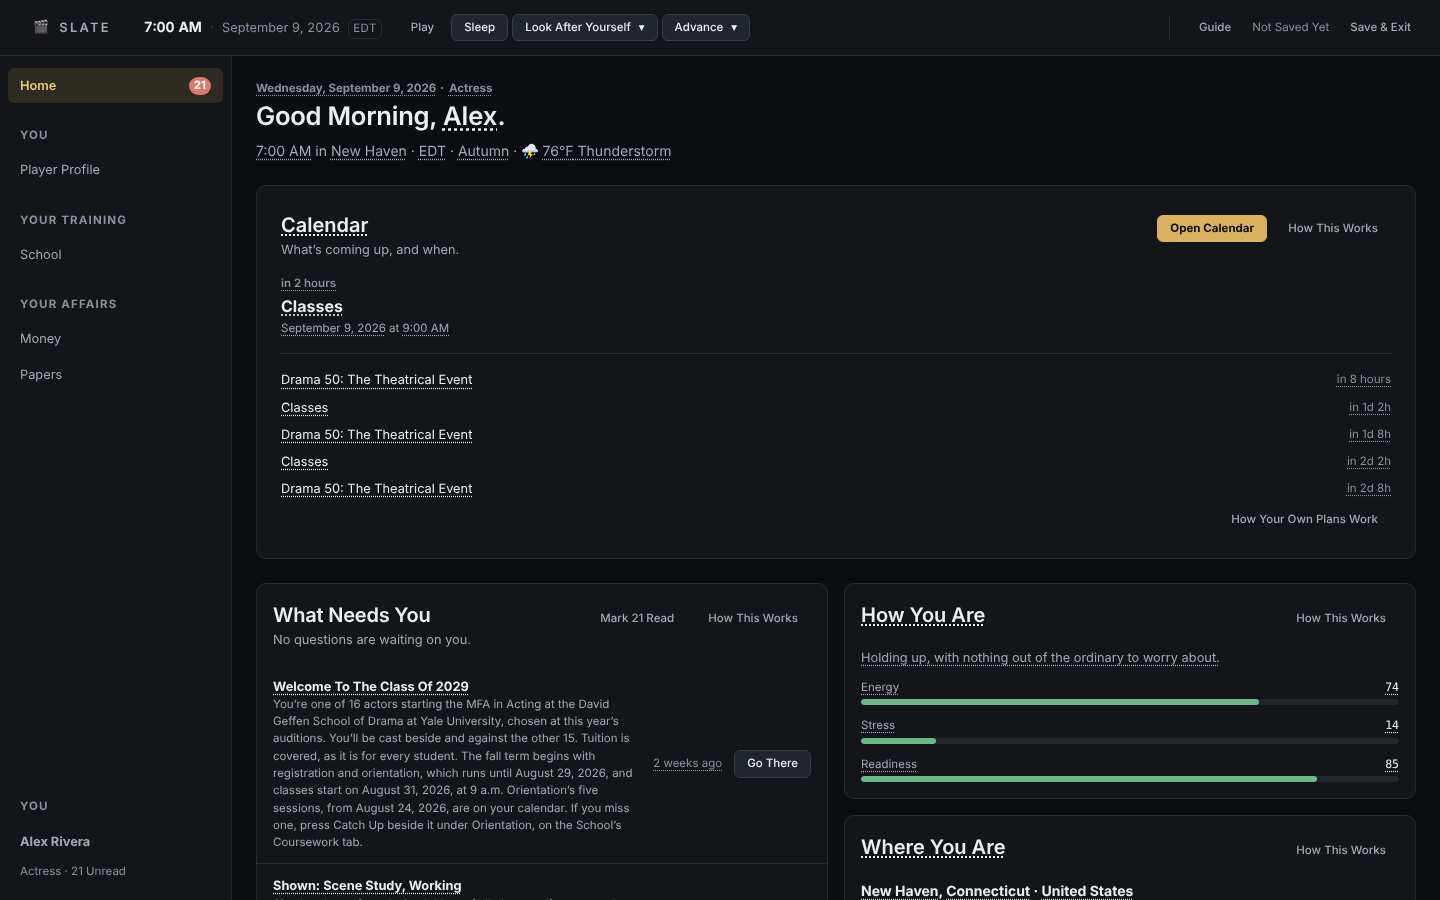 SLATE
7:00 AM · September 9, 2026 EDT
Play
Sleep
Look After Yourself ▾
Advance ▾
Guide
Not Saved Yet
Save & Exit
Home
21
YOU
Player Profile
YOUR TRAINING
School
YOUR AFFAIRS
Money
Papers
YOU
Alex Rivera
Actress · 21 Unread
Wednesday, September 9, 2026 · Actress
Good Morning, Alex.
7:00 AM in New Haven · EDT · Autumn · 76°F Thunderstorm
Calendar
What's coming up, and when.
Open Calendar
How This Works
in 2 hours
Classes
September 9, 2026 at 9:00 AM
Drama 50: The Theatrical Event in 8 hours
Classes in 1d 2h
Drama 50: The Theatrical Event in 1d 8h
Classes in 2d 2h
Drama 50: The Theatrical Event in 2d 8h
How Your Own Plans Work
What Needs You
Mark 21 Read
How This Works
No questions are waiting on you.
Welcome To The Class Of 2029
You're one of 16 actors starting the MFA in Acting at the David
Geffen School of Drama at Yale University, chosen at this year's
auditions. You'll be cast beside and against the other 15. Tuition is
covered, as it is for every student. The fall term begins with
registration and orientation, which runs until August 29, 2026, and
classes start on August 31, 2026, at 9 a.m. Orientation's five
sessions, from August 24, 2026, are on your calendar. If you miss
one, press Catch Up beside it under Orientation, on the School's
Coursework tab.
2 weeks ago
Go There
Shown: Scene Study, Working
How You Are
How This Works
Holding up, with nothing out of the ordinary to worry about.
Energy 74
Stress 14
Readiness 85
Where You Are
How This Works
New Haven, Connecticut · United States